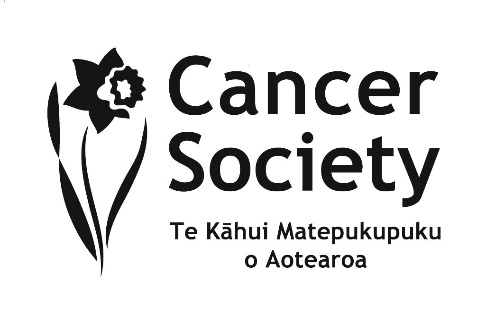 Cancer
Society
Te Kāhui Matepukupuku
o Aotearoa